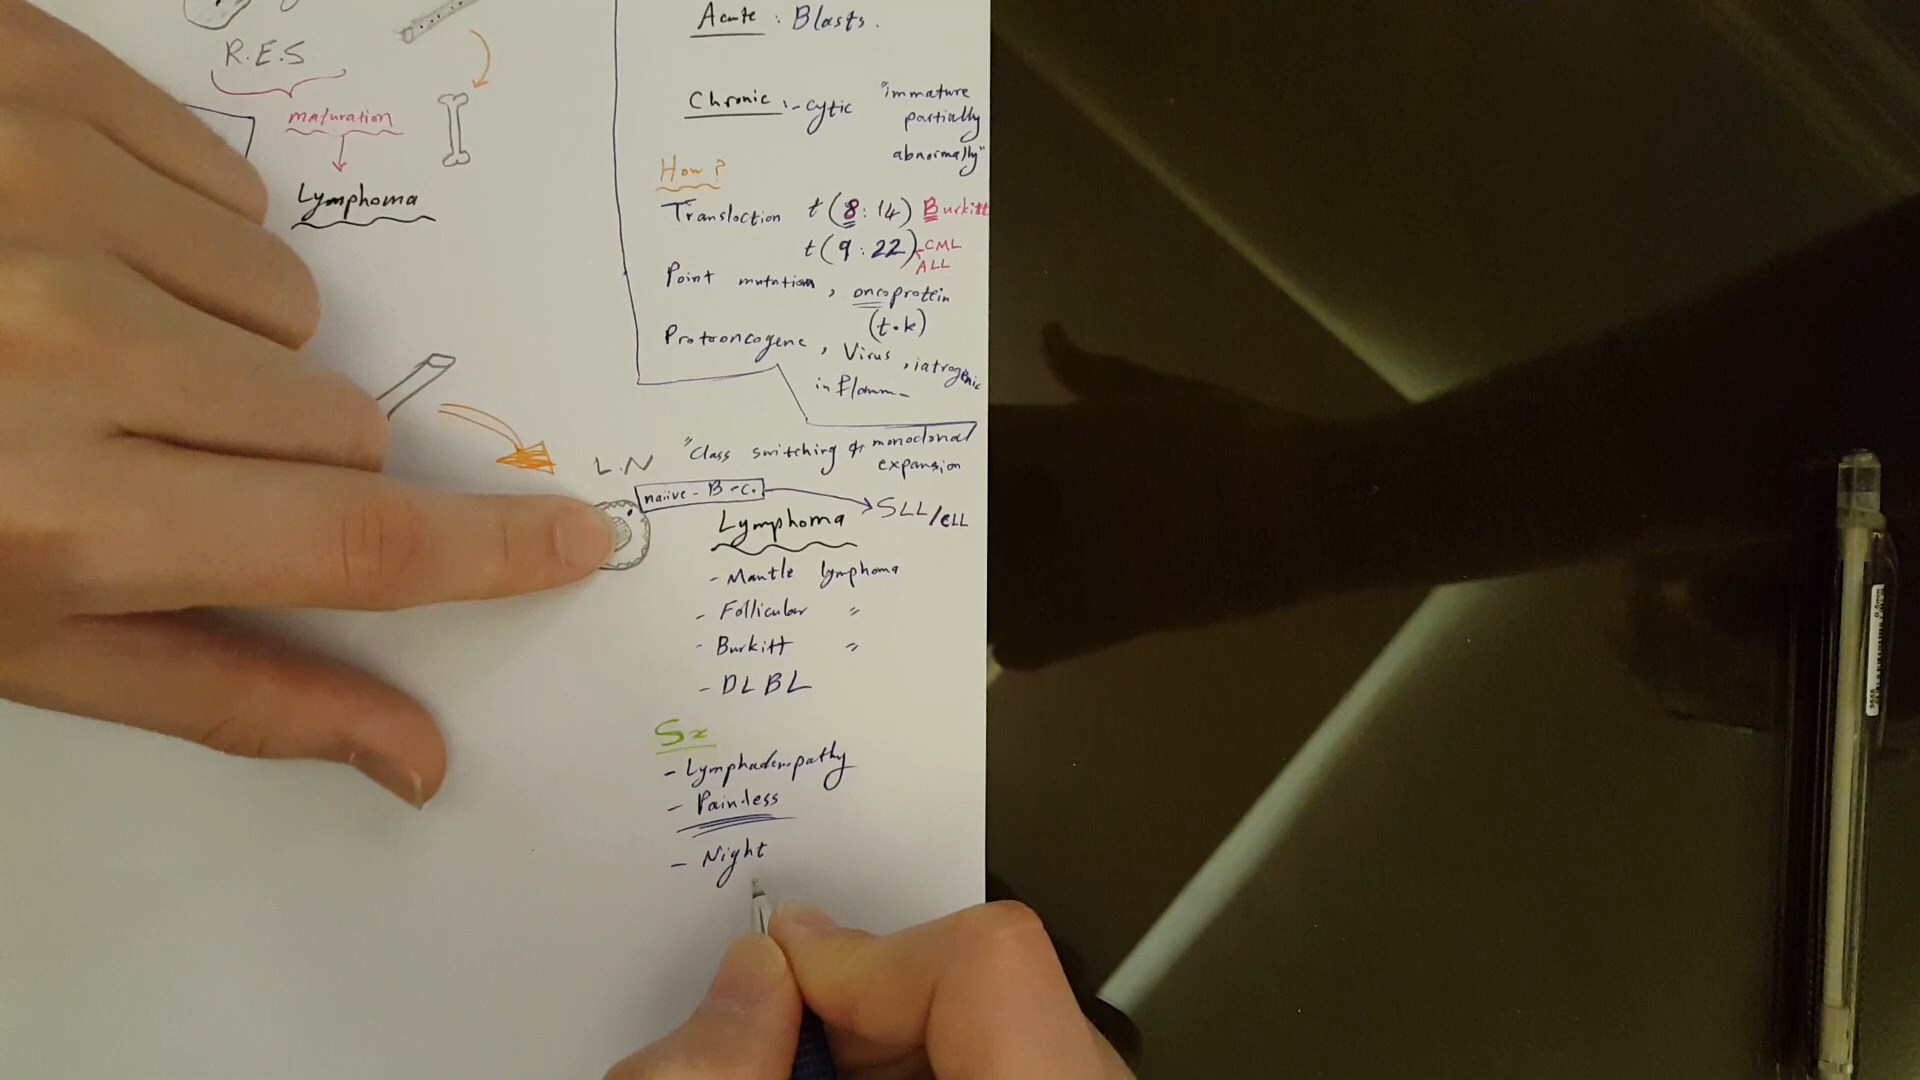 R.E.S
maturation
Lymphoma
Acute : Blasts.
Chronic :- cytic "immature
partially
abnormally"
How?
Transloction t(8:14) Burkitt
t(9:22) CML
ALL
Point mutation, oncoprotein
(t.k)
Protooncogene, Virus, iatrogenic
inflamm-
"Class switching & monoclonal
expansion
L.N
naiive - B - c. SLL/CLL
Lymphoma
- Mantle lymphoma
- Follicular "
- Burkitt "
- DLBL
Sx
- Lymphadenopathy
- Painless
- Night